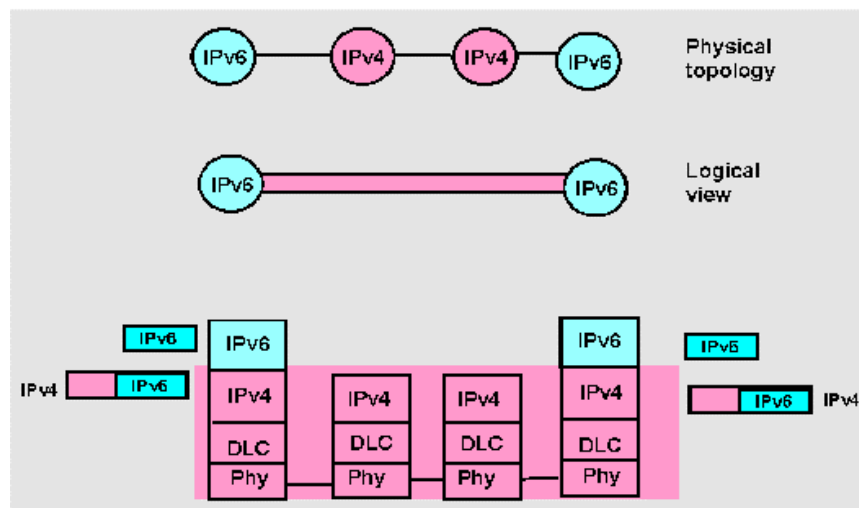 IPv6 IPv4 IPv4 IPv6
Physical
topology
IPv6 IPv6
Logical
view
IPv6 IPv6 IPv6 IPv6
IPv4 IPv6 IPv4 IPv4 IPv4 IPv4 IPv6 IPv4
DLC DLC DLC DLC
Phy Phy Phy Phy